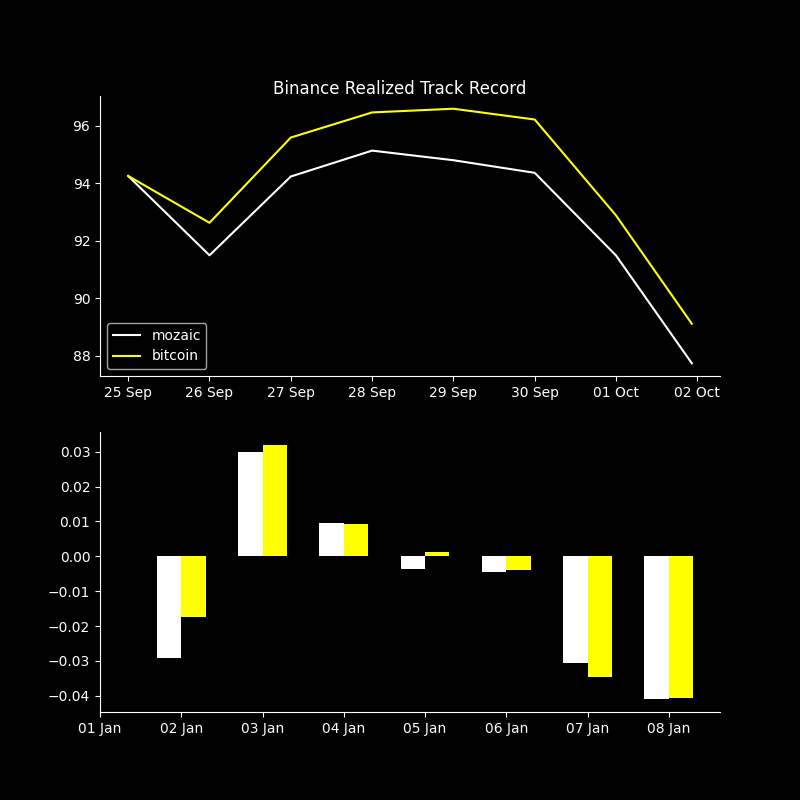 Binance Realized Track Record
96
94
92
90
88
mozaic
bitcoin
25 Sep 26 Sep 27 Sep 28 Sep 29 Sep 30 Sep 01 Oct 02 Oct
0.03
0.02
0.01
0.00
−0.01
−0.02
−0.03
−0.04
01 Jan 02 Jan 03 Jan 04 Jan 05 Jan 06 Jan 07 Jan 08 Jan